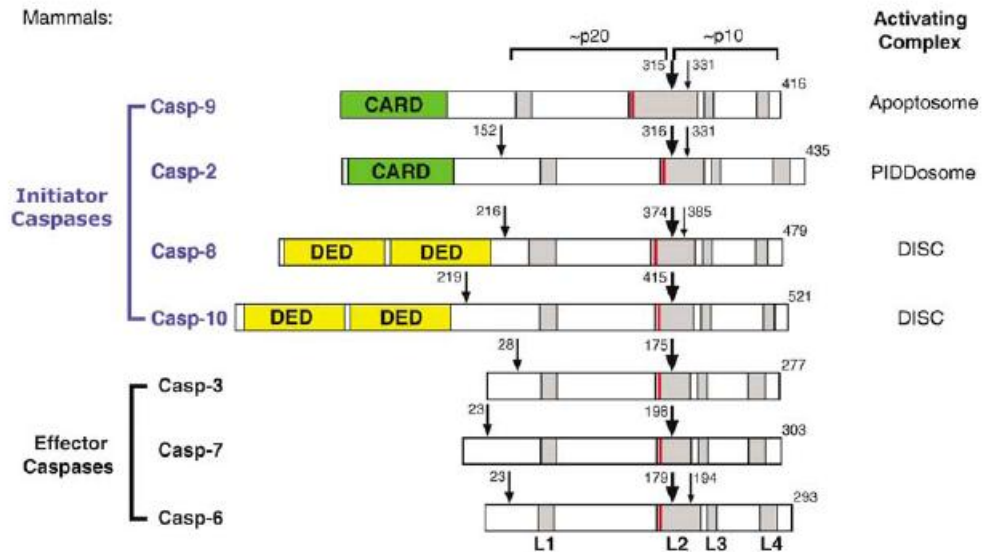 Mammals:
Activating
Complex
~p20
~p10
315
331
416
Casp-9
CARD
Apoptosome
152
316
331
435
Casp-2
CARD
PIDDosome
Initiator
Caspases
216
374
385
479
Casp-8
DED
DED
DISC
219
415
521
Casp-10
DED
DED
DISC
28
175
277
Casp-3
23
198
303
Effector
Caspases
Casp-7
23
179
194
293
Casp-6
L1
L2
L3
L4